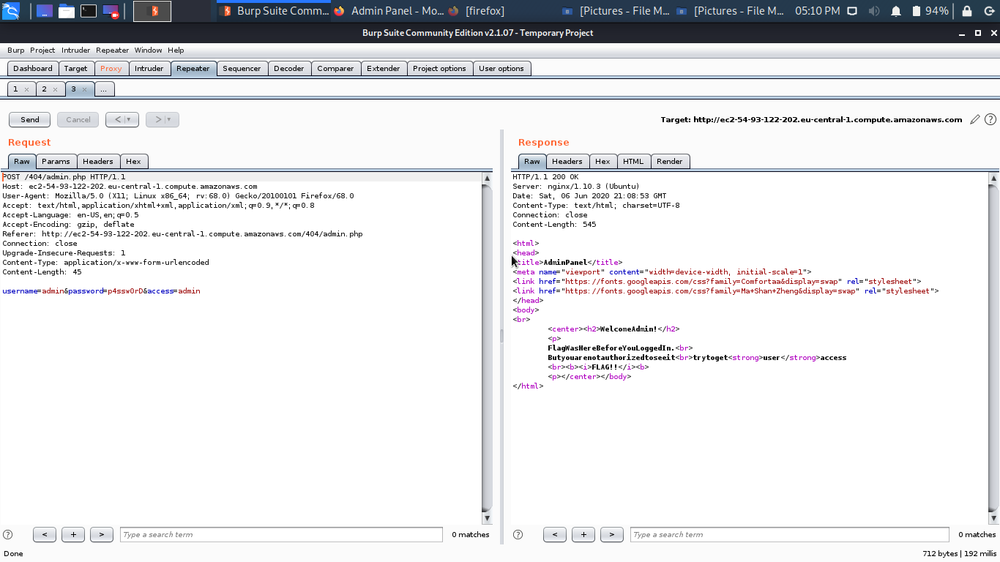 Burp Suite Comm... Admin Panel - Mo... [firefox] [Pictures - File M... [Pictures - File M... 05:10 PM 94%
Burp Suite Community Edition v2.1.07 - Temporary Project
Burp Project Intruder Repeater Window Help
Dashboard Target Proxy Intruder Repeater Sequencer Decoder Comparer Extender Project options User options
1 × 2 × 3 × ...
Send Cancel < | ▾ > | ▾ Target: http://ec2-54-93-122-202.eu-central-1.compute.amazonaws.com ?
Request
Raw Params Headers Hex
POST /404/admin.php HTTP/1.1
Host: ec2-54-93-122-202.eu-central-1.compute.amazonaws.com
User-Agent: Mozilla/5.0 (X11; Linux x86_64; rv:68.0) Gecko/20100101 Firefox/68.0
Accept: text/html,application/xhtml+xml,application/xml;q=0.9,*/*;q=0.8
Accept-Language: en-US,en;q=0.5
Accept-Encoding: gzip, deflate
Referer: http://ec2-54-93-122-202.eu-central-1.compute.amazonaws.com/404/admin.php
Connection: close
Upgrade-Insecure-Requests: 1
Content-Type: application/x-www-form-urlencoded
Content-Length: 45
username=admin&password=p4ssw0rD&access=admin
? < + > Type a search term 0 matches
Response
Raw Headers Hex HTML Render
HTTP/1.1 200 OK
Server: nginx/1.10.3 (Ubuntu)
Date: Sat, 06 Jun 2020 21:08:53 GMT
Content-Type: text/html; charset=UTF-8
Connection: close
Content-Length: 545
<html>
<head>
title>AdminPanel</title>
<meta name="viewport" content="width=device-width, initial-scale=1">
<link href="https://fonts.googleapis.com/css?family=Comfortaa&display=swap" rel="stylesheet">
<link href="https://fonts.googleapis.com/css?family=Ma+Shan+Zheng&display=swap" rel="stylesheet">
</head>
<body>
<br>
<center><h2>WelcomeAdmin!</h2>
<p>
FlagWasHereBeforeYouLoggedIn.<br>
Butyouarenotauthorizedtoseeit<br>trytoget<strong>user</strong>access
<br><b><i>FLAG!!</i><b>
<p></center></body>
</html>
? < + > Type a search term 0 matches
Done 712 bytes | 192 millis